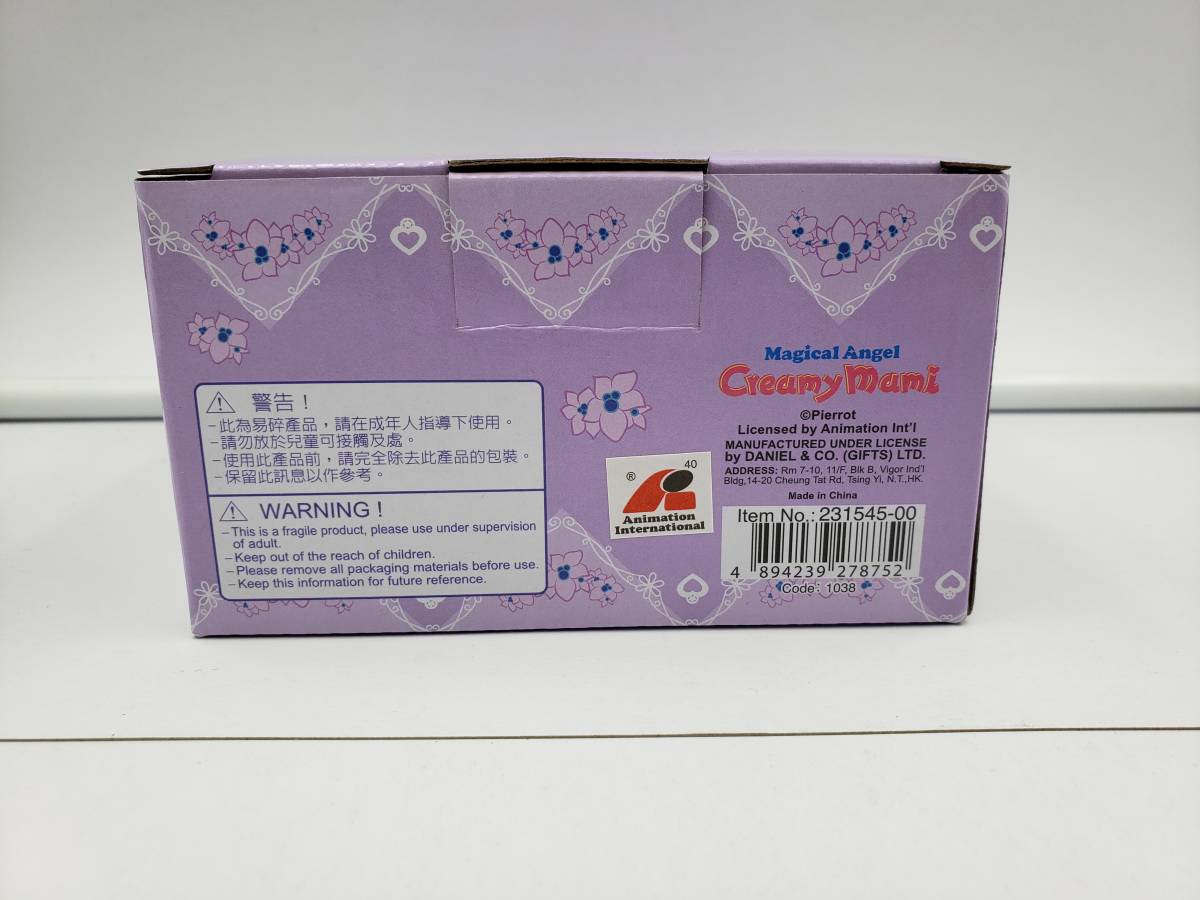 警告！
-此為易碎產品，請在成年人指導下使用。
-請勿放於兒童可接觸及處。
-使用此產品前，請完全除去此產品的包裝。
-保留此訊息以作參考。
WARNING !
-This is a fragile product, please use under supervision
of adult.
-Keep out of the reach of children.
-Please remove all packaging materials before use.
-Keep this information for future reference.
® 40
Animation
International
Magical Angel
Creamy Mami
©Pierrot
Licensed by Animation Int'l
MANUFACTURED UNDER LICENSE
by DANIEL & CO. (GIFTS) LTD.
ADDRESS: Rm 7-10, 11/F, Blk B, Vigor Ind'l
Bldg,14-20 Cheung Tat Rd, Tsing Yi, N.T.,HK.
Made in China
Item No.: 231545-00
4 894239 278752
Code: 1038